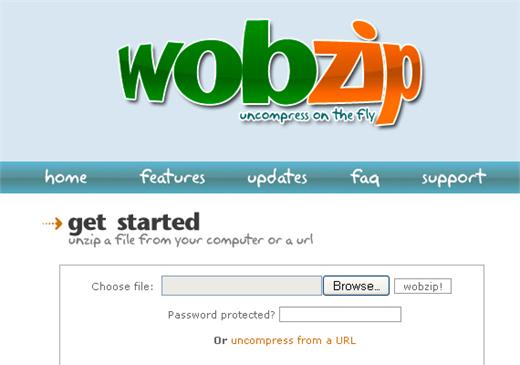 wobzip
uncompress on the fly
home features updates faq support
get started
unzip a file from your computer or a url
Choose file: Browse... wobzip!
Password protected?
Or uncompress from a URL